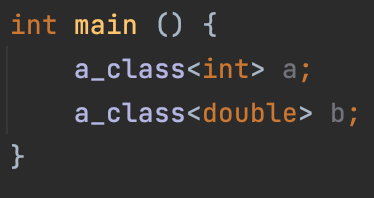 int main () {
    a_class<int> a;
    a_class<double> b;
}